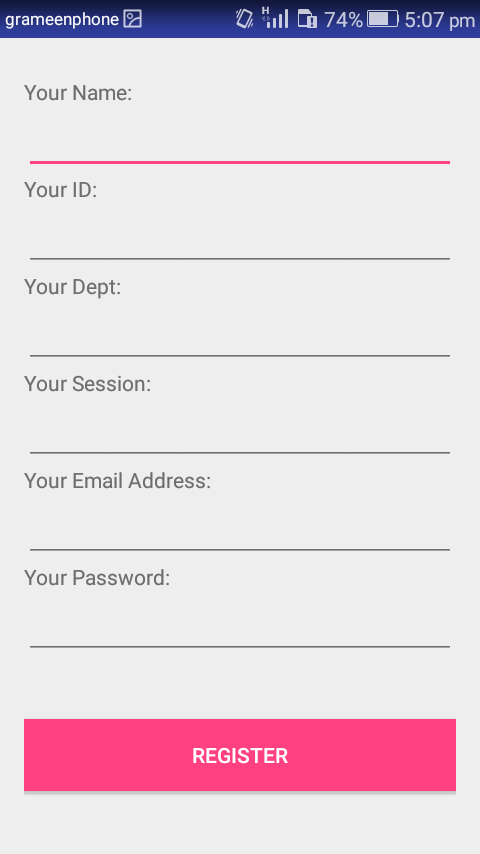 grameenphone H 74% 5:07 pm
Your Name:
Your ID:
Your Dept:
Your Session:
Your Email Address:
Your Password:
REGISTER